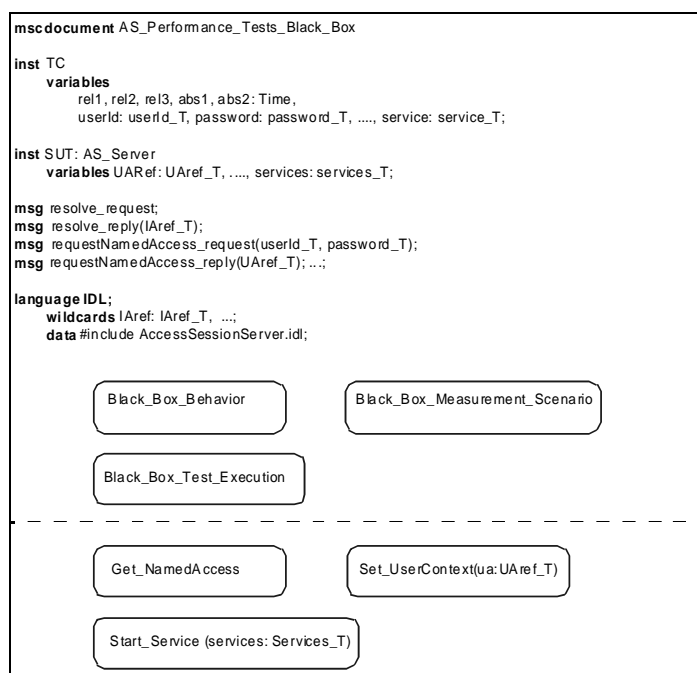 mscdocument AS_Performance_Tests_Black_Box
inst TC
variables
rel1, rel2, rel3, abs1, abs2: Time,
userId: userId_T, password: password_T, ...., service: service_T;
inst SUT: AS_Server
variables UARef: UAref_T, ...., services: services_T;
msg resolve_request;
msg resolve_reply(IAref_T);
msg requestNamedAccess_request(userId_T, password_T);
msg requestNamedAccess_reply(UAref_T); ...;
language IDL;
wildcards IAref: IAref_T, ...;
data #include AccessSessionServer.idl;
Black_Box_Behavior
Black_Box_Measurement_Scenario
Black_Box_Test_Execution
Get_NamedAccess
Set_UserContext(ua:UAref_T)
Start_Service (services: Services_T)